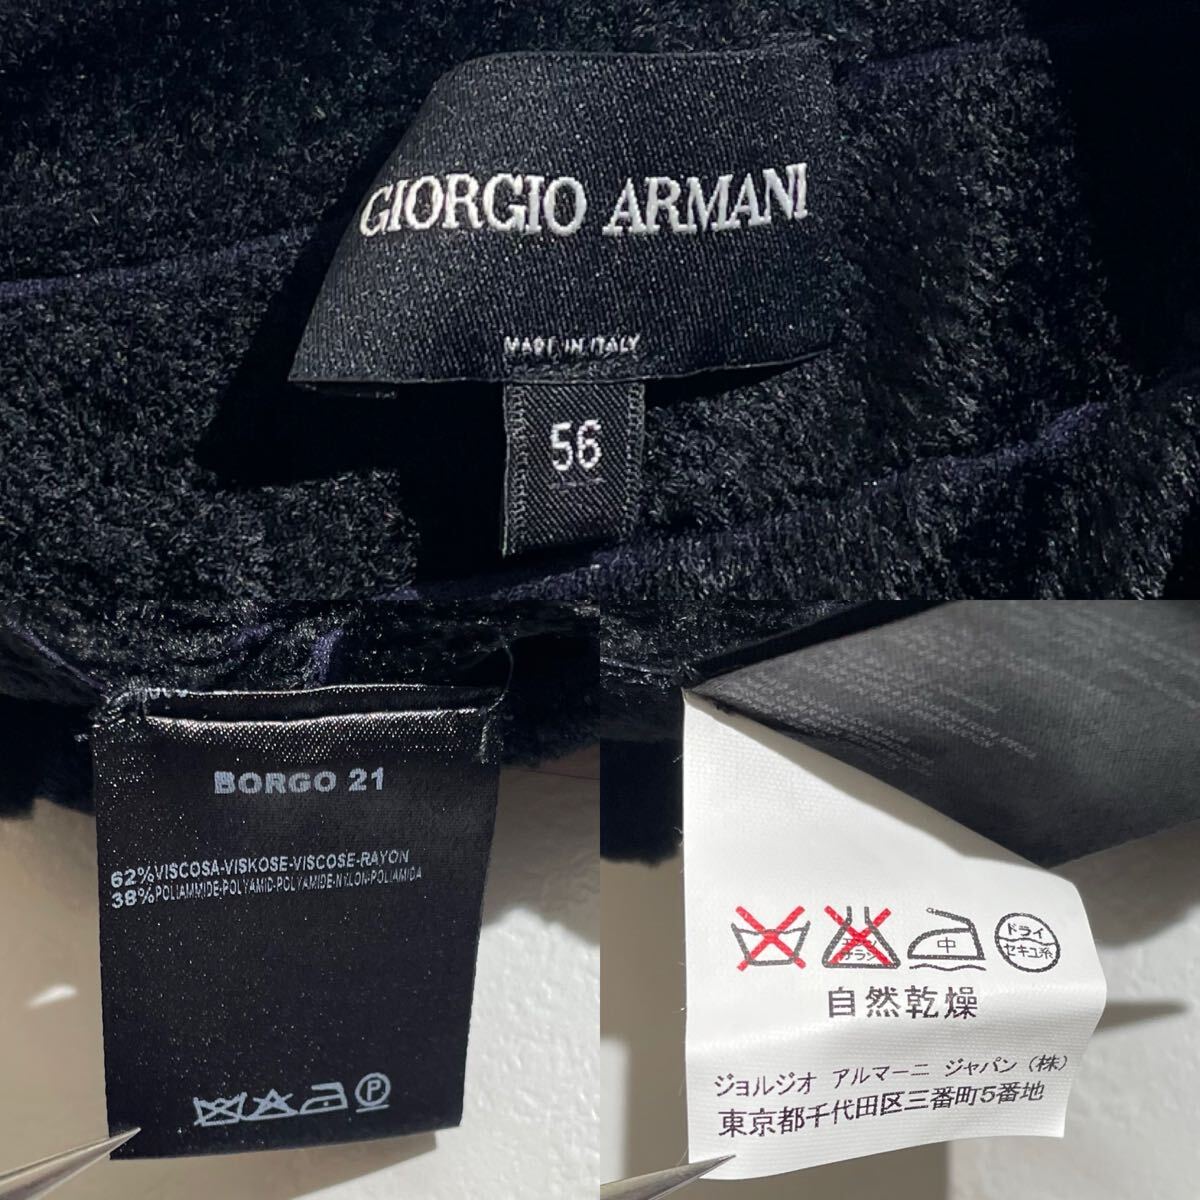 GIORGIO ARMANI
MADE IN ITALY
56
BORGO 21
62%VISCOSA-VISKOSE-VISCOSE-RAYON
38%POLIAMMIDE-POLYAMID-POLYAMIDE-NYLON-POLIAMIDA
P
中
ドライ
セキユ系
自然乾燥
ジョルジオ アルマーニ ジャパン(株)
東京都千代田区三番町5番地